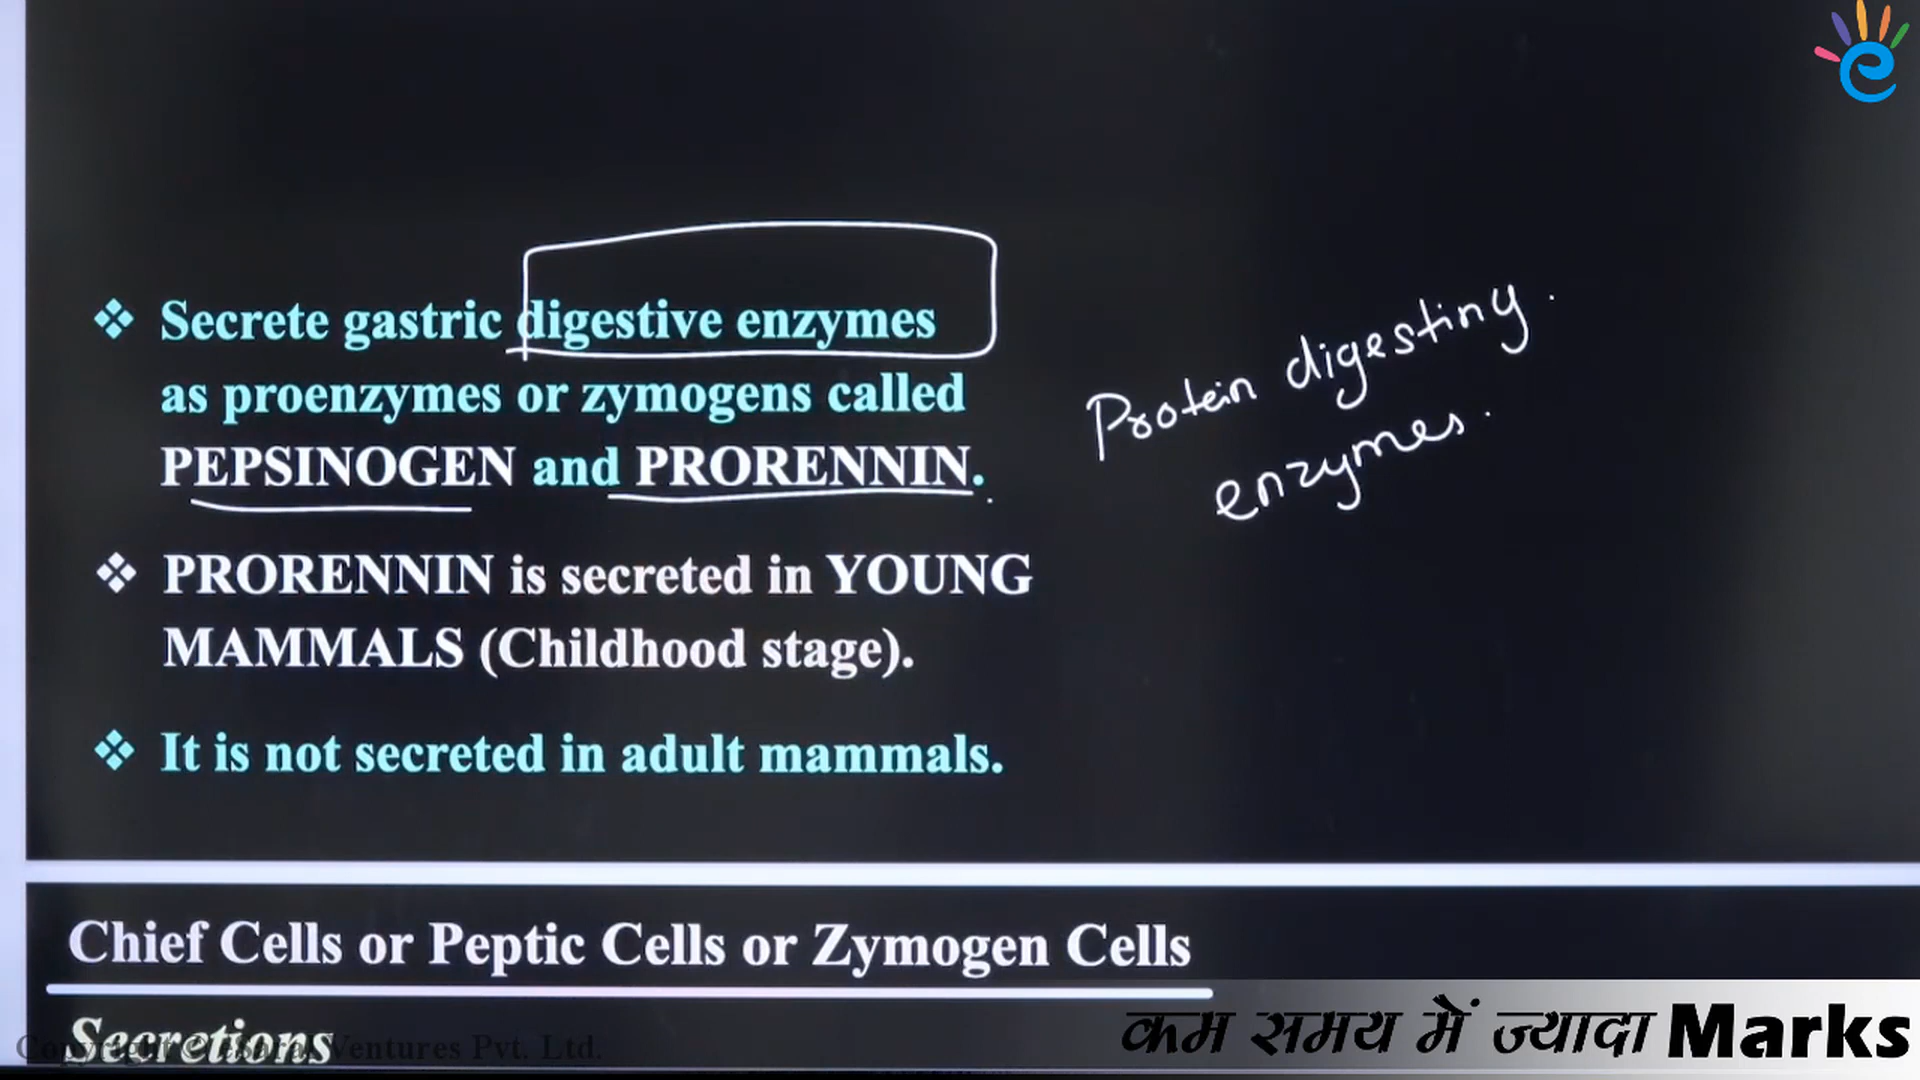 ❖ Secrete gastric digestive enzymes
as proenzymes or zymogens called
PEPSINOGEN and PRORENNIN.
❖ PRORENNIN is secreted in YOUNG
MAMMALS (Childhood stage).
❖ It is not secreted in adult mammals.
Protein digesting.
enzymes.
Chief Cells or Peptic Cells or Zymogen Cells
Secretions
Copyright © eSaral Ventures Pvt. Ltd.
कम समय में ज्यादा Marks